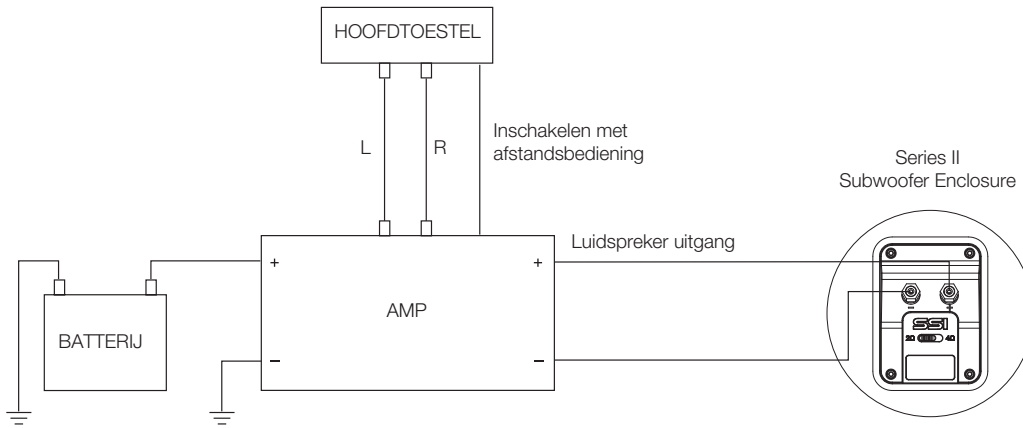 HOOFDTOESTEL
L
R
Inschakelen met
afstandsbediening
Series II
Subwoofer Enclosure
Luidspreker uitgang
+
+
AMP
BATTERIJ
–
–
–
+
SSI
2Ω
4Ω